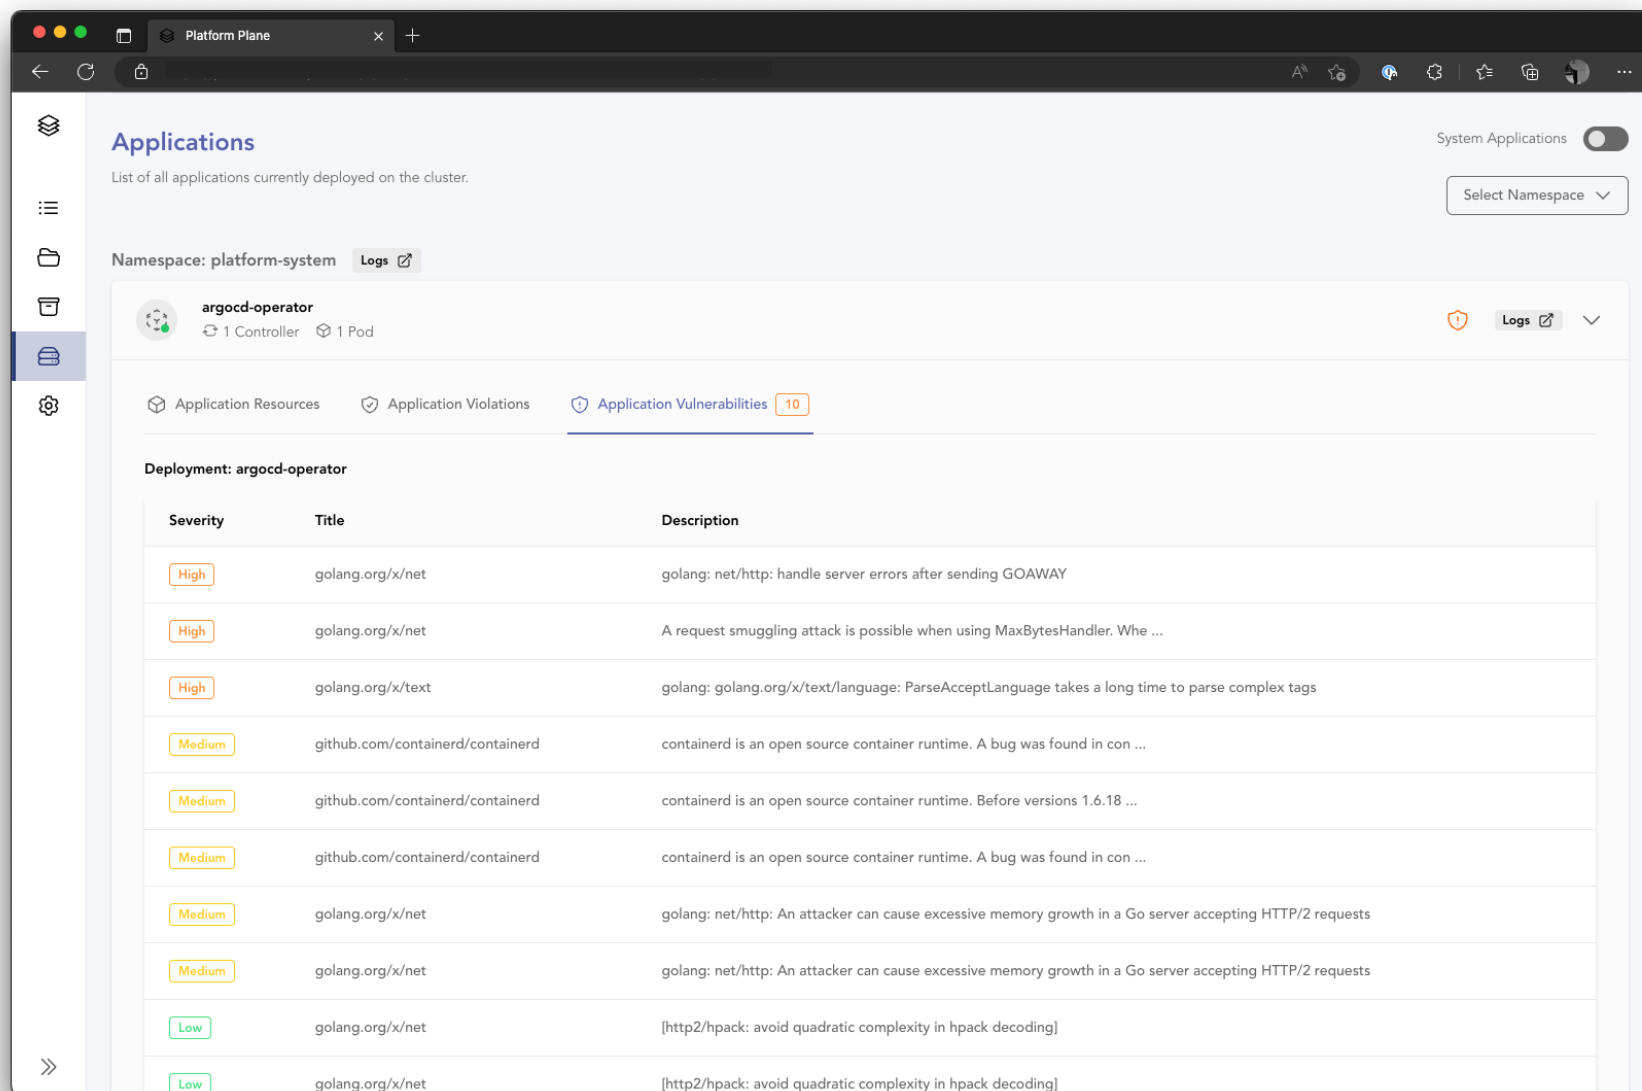 Platform Plane
Applications
System Applications
List of all applications currently deployed on the cluster.
Select Namespace
Namespace: platform-system Logs
argocd-operator
1 Controller 1 Pod
Logs
Application Resources Application Violations Application Vulnerabilities 10
Deployment: argocd-operator
Severity Title Description
High golang.org/x/net golang: net/http: handle server errors after sending GOAWAY
High golang.org/x/net A request smuggling attack is possible when using MaxBytesHandler. Whe ...
High golang.org/x/text golang: golang.org/x/text/language: ParseAcceptLanguage takes a long time to parse complex tags
Medium github.com/containerd/containerd containerd is an open source container runtime. A bug was found in con ...
Medium github.com/containerd/containerd containerd is an open source container runtime. Before versions 1.6.18 ...
Medium github.com/containerd/containerd containerd is an open source container runtime. A bug was found in con ...
Medium golang.org/x/net golang: net/http: An attacker can cause excessive memory growth in a Go server accepting HTTP/2 requests
Medium golang.org/x/net golang: net/http: An attacker can cause excessive memory growth in a Go server accepting HTTP/2 requests
Low golang.org/x/net [http2/hpack: avoid quadratic complexity in hpack decoding]
Low golang.org/x/net [http2/hpack: avoid quadratic complexity in hpack decoding]